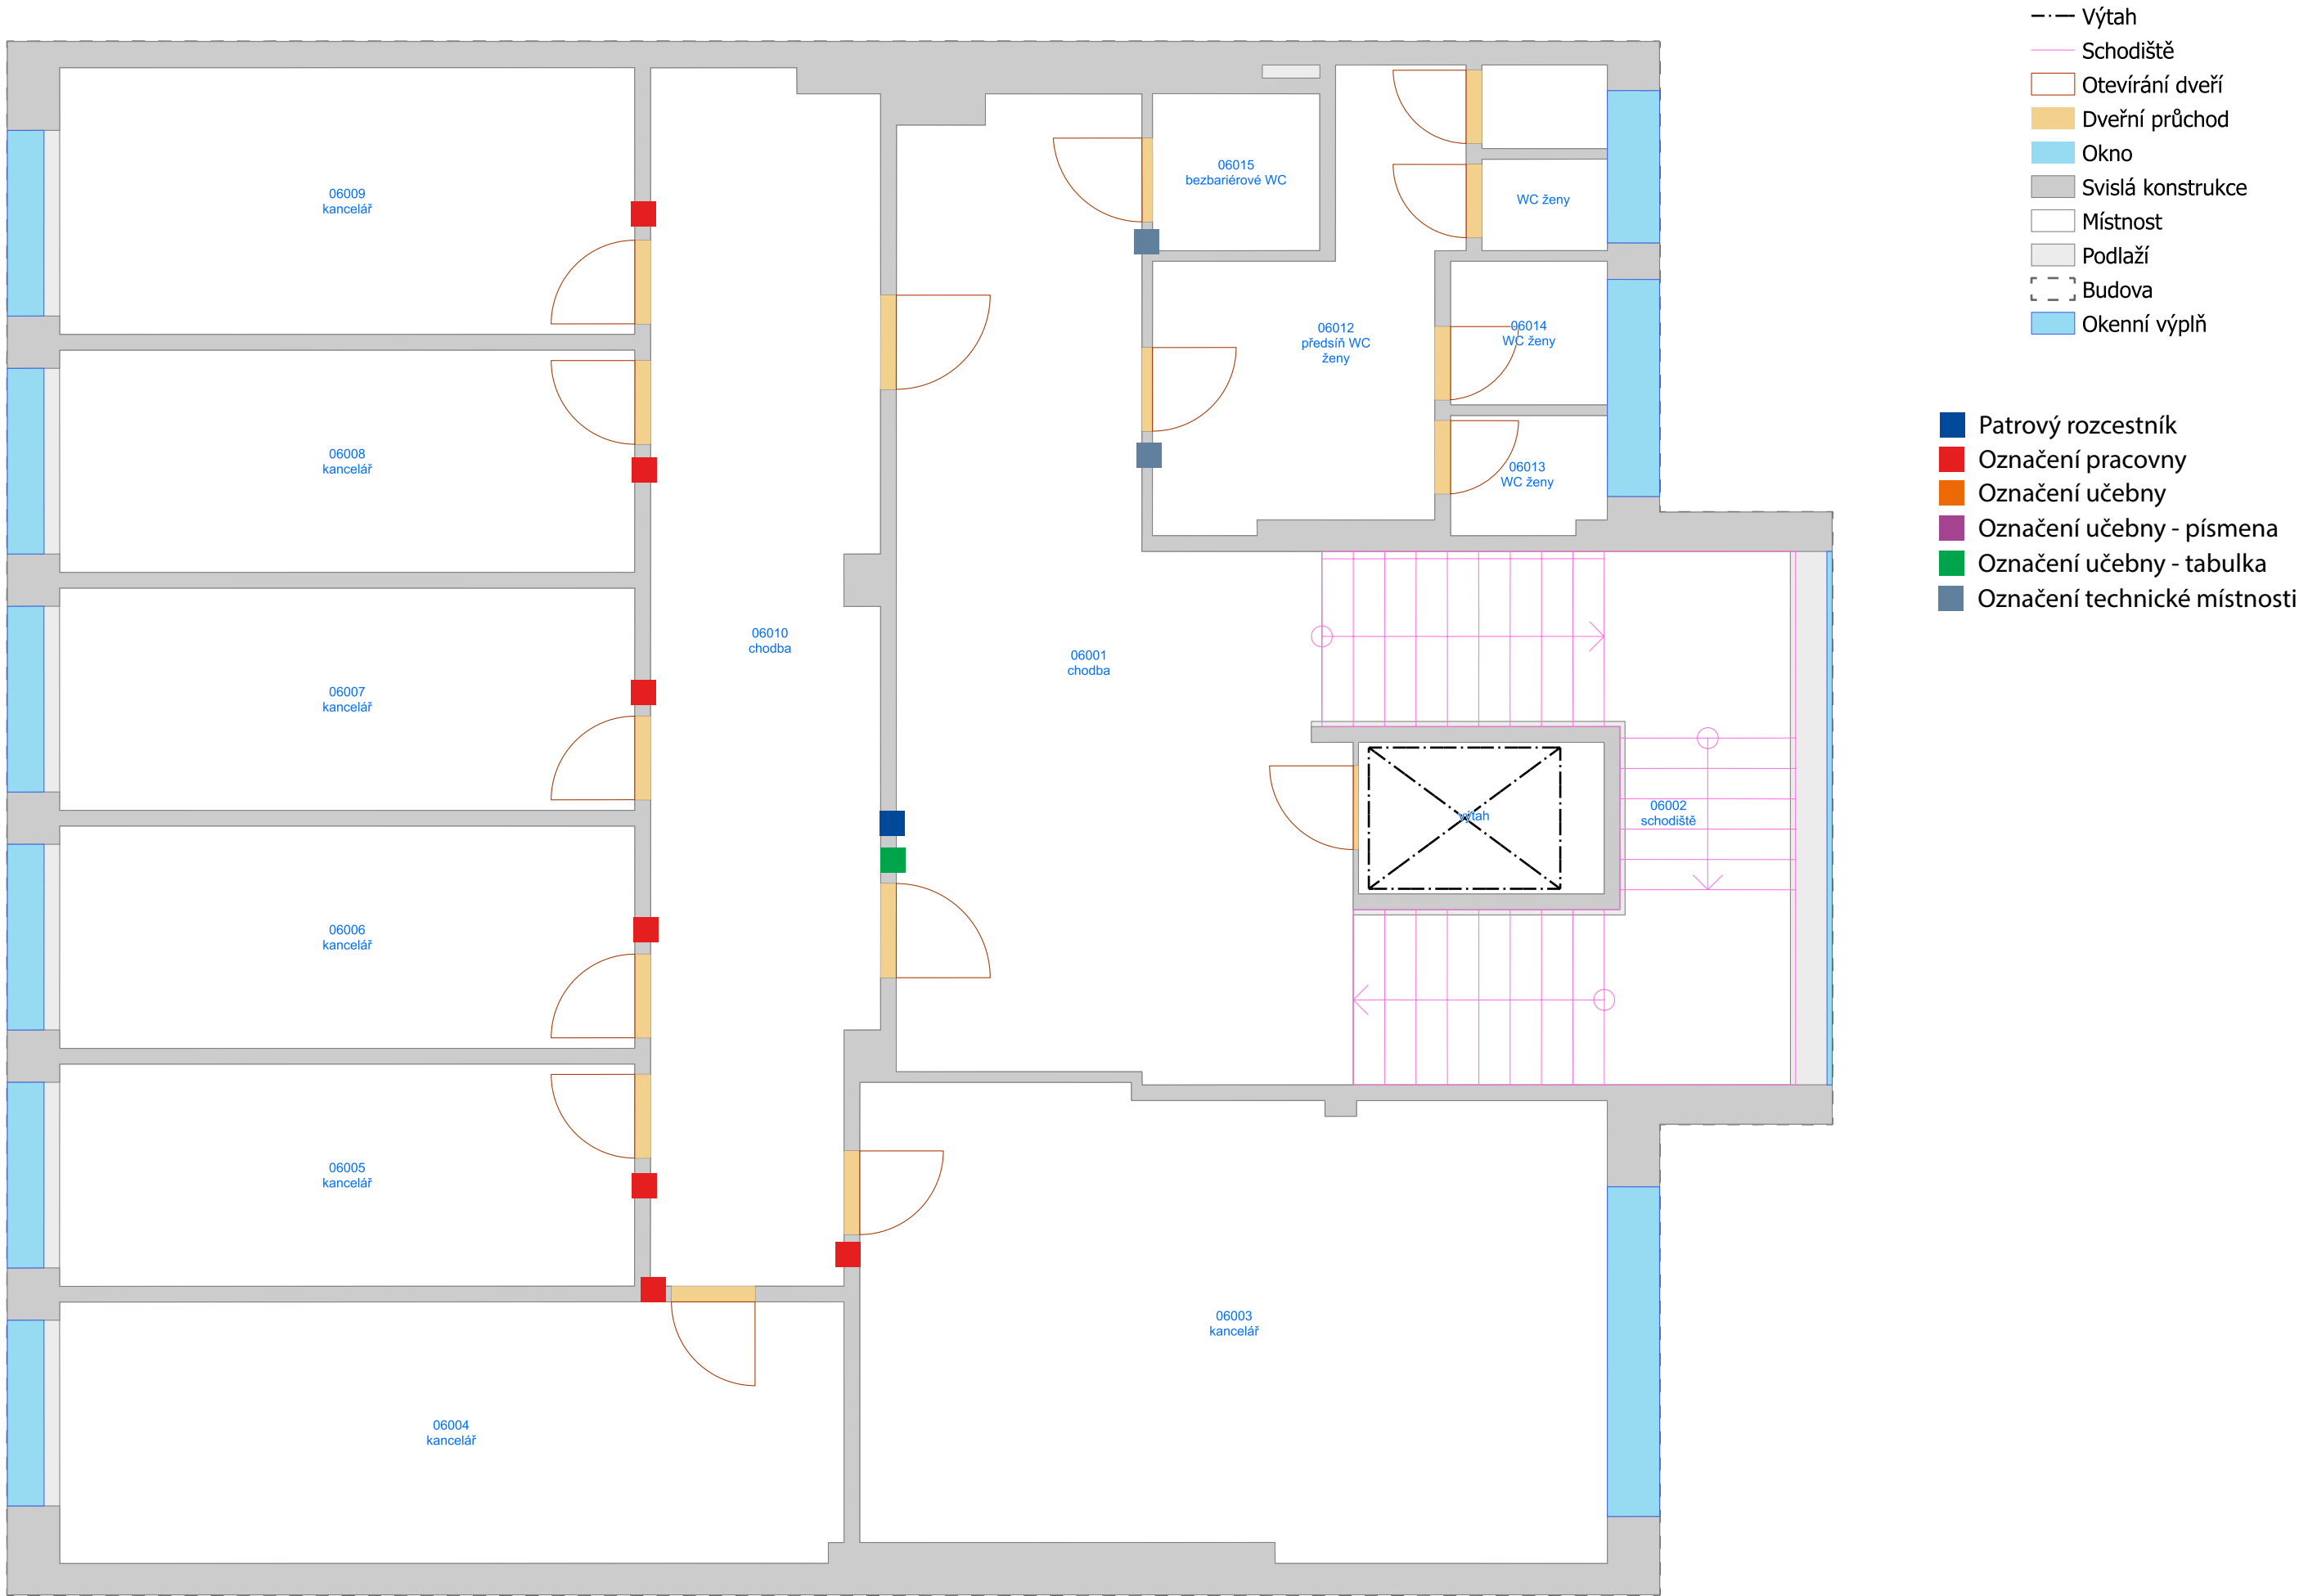 Výtah
Schodiště
Otevírání dveří
Dveřní průchod
Okno
Svislá konstrukce
Místnost
Podlaží
Budova
Okenní výplň
Patrový rozcestník
Označení pracovny
Označení učebny
Označení učebny - písmena
Označení učebny - tabulka
Označení technické místnosti
06009
kancelář
06015
bezbariérové WC
WC ženy
06012
předsíň WC
ženy
06014
WC ženy
06008
kancelář
06013
WC ženy
06010
chodba
06001
chodba
06007
kancelář
výtah
06002
schodiště
06006
kancelář
06005
kancelář
06003
kancelář
06004
kancelář